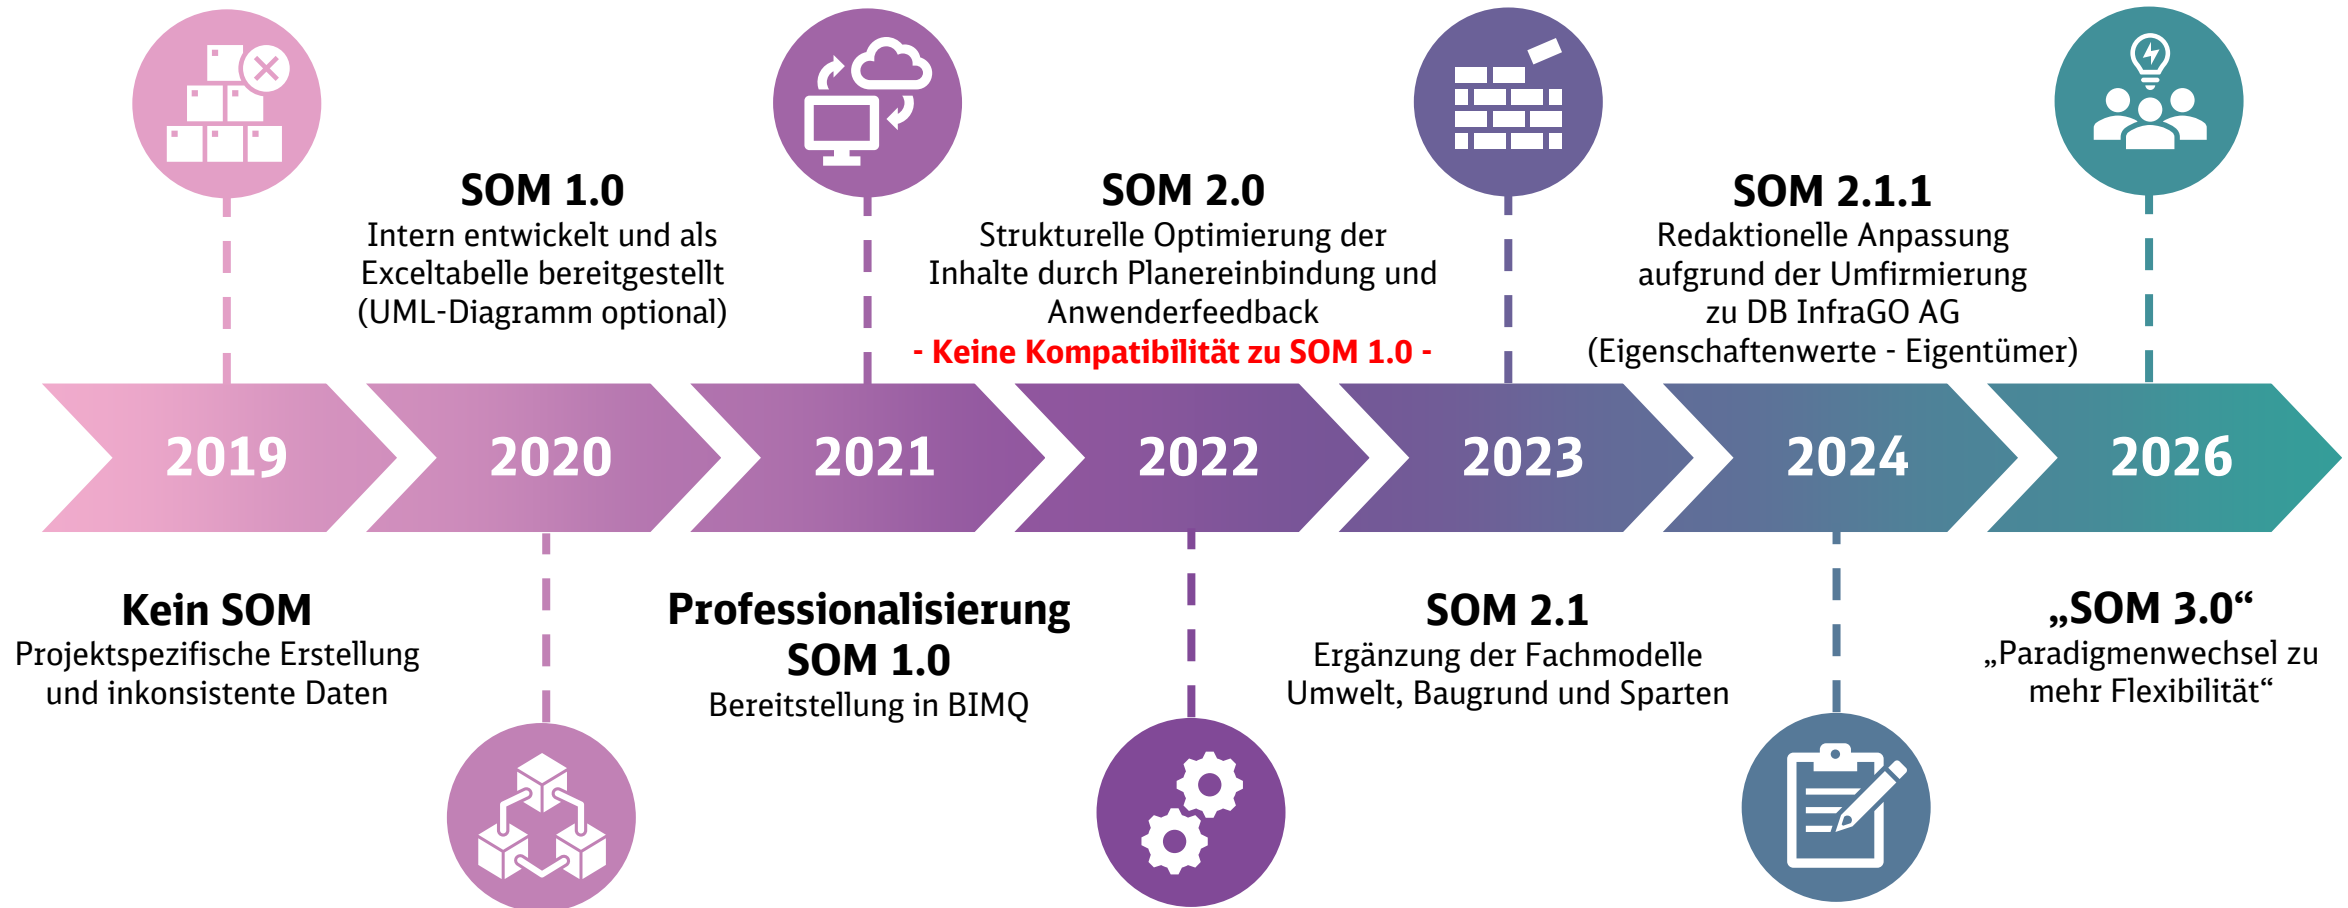 SOM 1.0
Intern entwickelt und als
Exceltabelle bereitgestellt
(UML-Diagramm optional)
SOM 2.0
Strukturelle Optimierung der
Inhalte durch Planereinbindung und
Anwenderfeedback
- Keine Kompatibilität zu SOM 1.0 -
SOM 2.1.1
Redaktionelle Anpassung
aufgrund der Umfirmierung
zu DB InfraGO AG
(Eigenschaftenwerte - Eigentümer)
2019
2020
2021
2022
2023
2024
2026
Kein SOM
Projektspezifische Erstellung
und inkonsistente Daten
Professionalisierung
SOM 1.0
Bereitstellung in BIMQ
SOM 2.1
Ergänzung der Fachmodelle
Umwelt, Baugrund und Sparten
„SOM 3.0“
„Paradigmenwechsel zu
mehr Flexibilität“